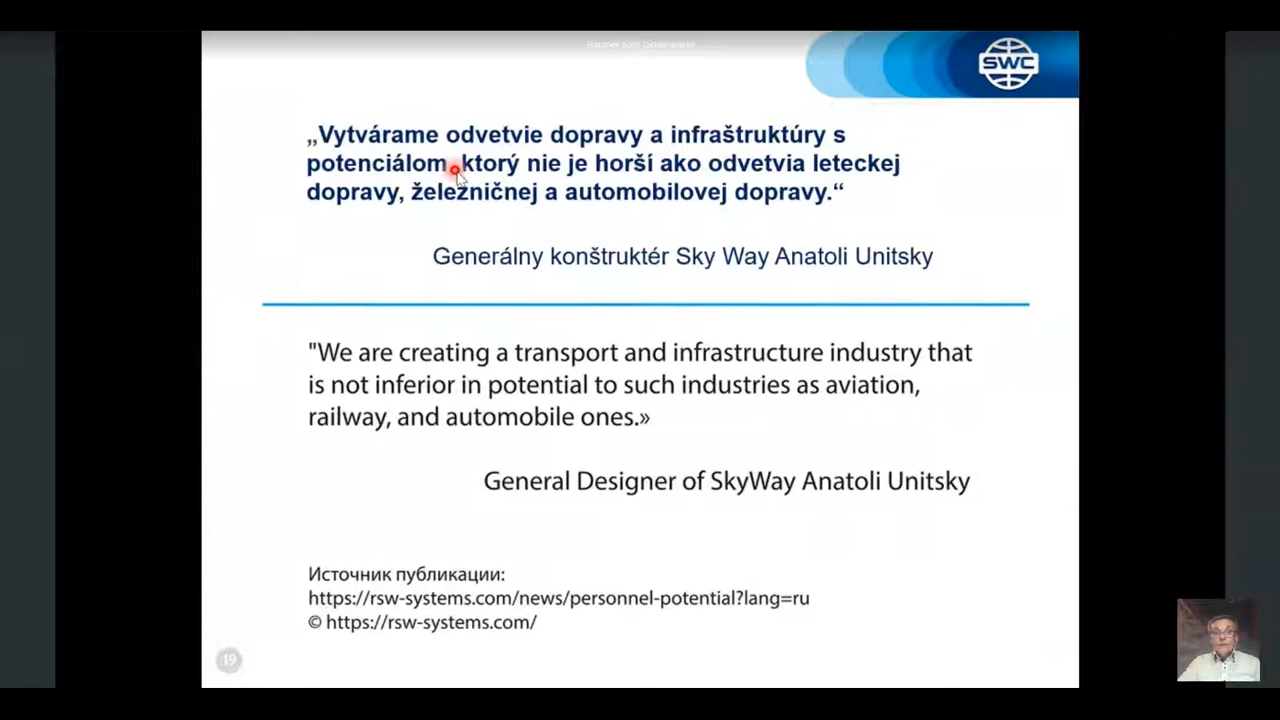 SWC
„Vytvárame odvetvie dopravy a infraštruktúry s
potenciálom ktorý nie je horší ako odvetvia leteckej
dopravy, železničnej a automobilovej dopravy.“
Generálny konštruktér Sky Way Anatoli Unitsky
"We are creating a transport and infrastructure industry that
is not inferior in potential to such industries as aviation,
railway, and automobile ones.»
General Designer of SkyWay Anatoli Unitsky
Источник публикации:
https://rsw-systems.com/news/personnel-potential?lang=ru
© https://rsw-systems.com/
19